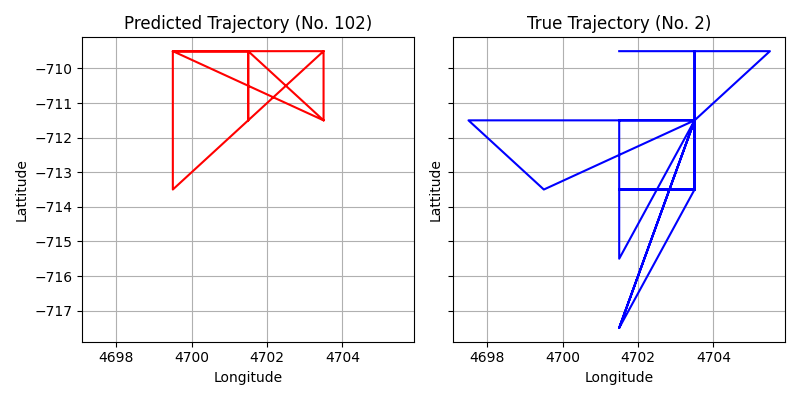 Predicted Trajectory (No. 102)
True Trajectory (No. 2)
Lattitude
−710
−711
−712
−713
−714
−715
−716
−717
4698
4700
4702
4704
Longitude
Lattitude
4698
4700
4702
4704
Longitude